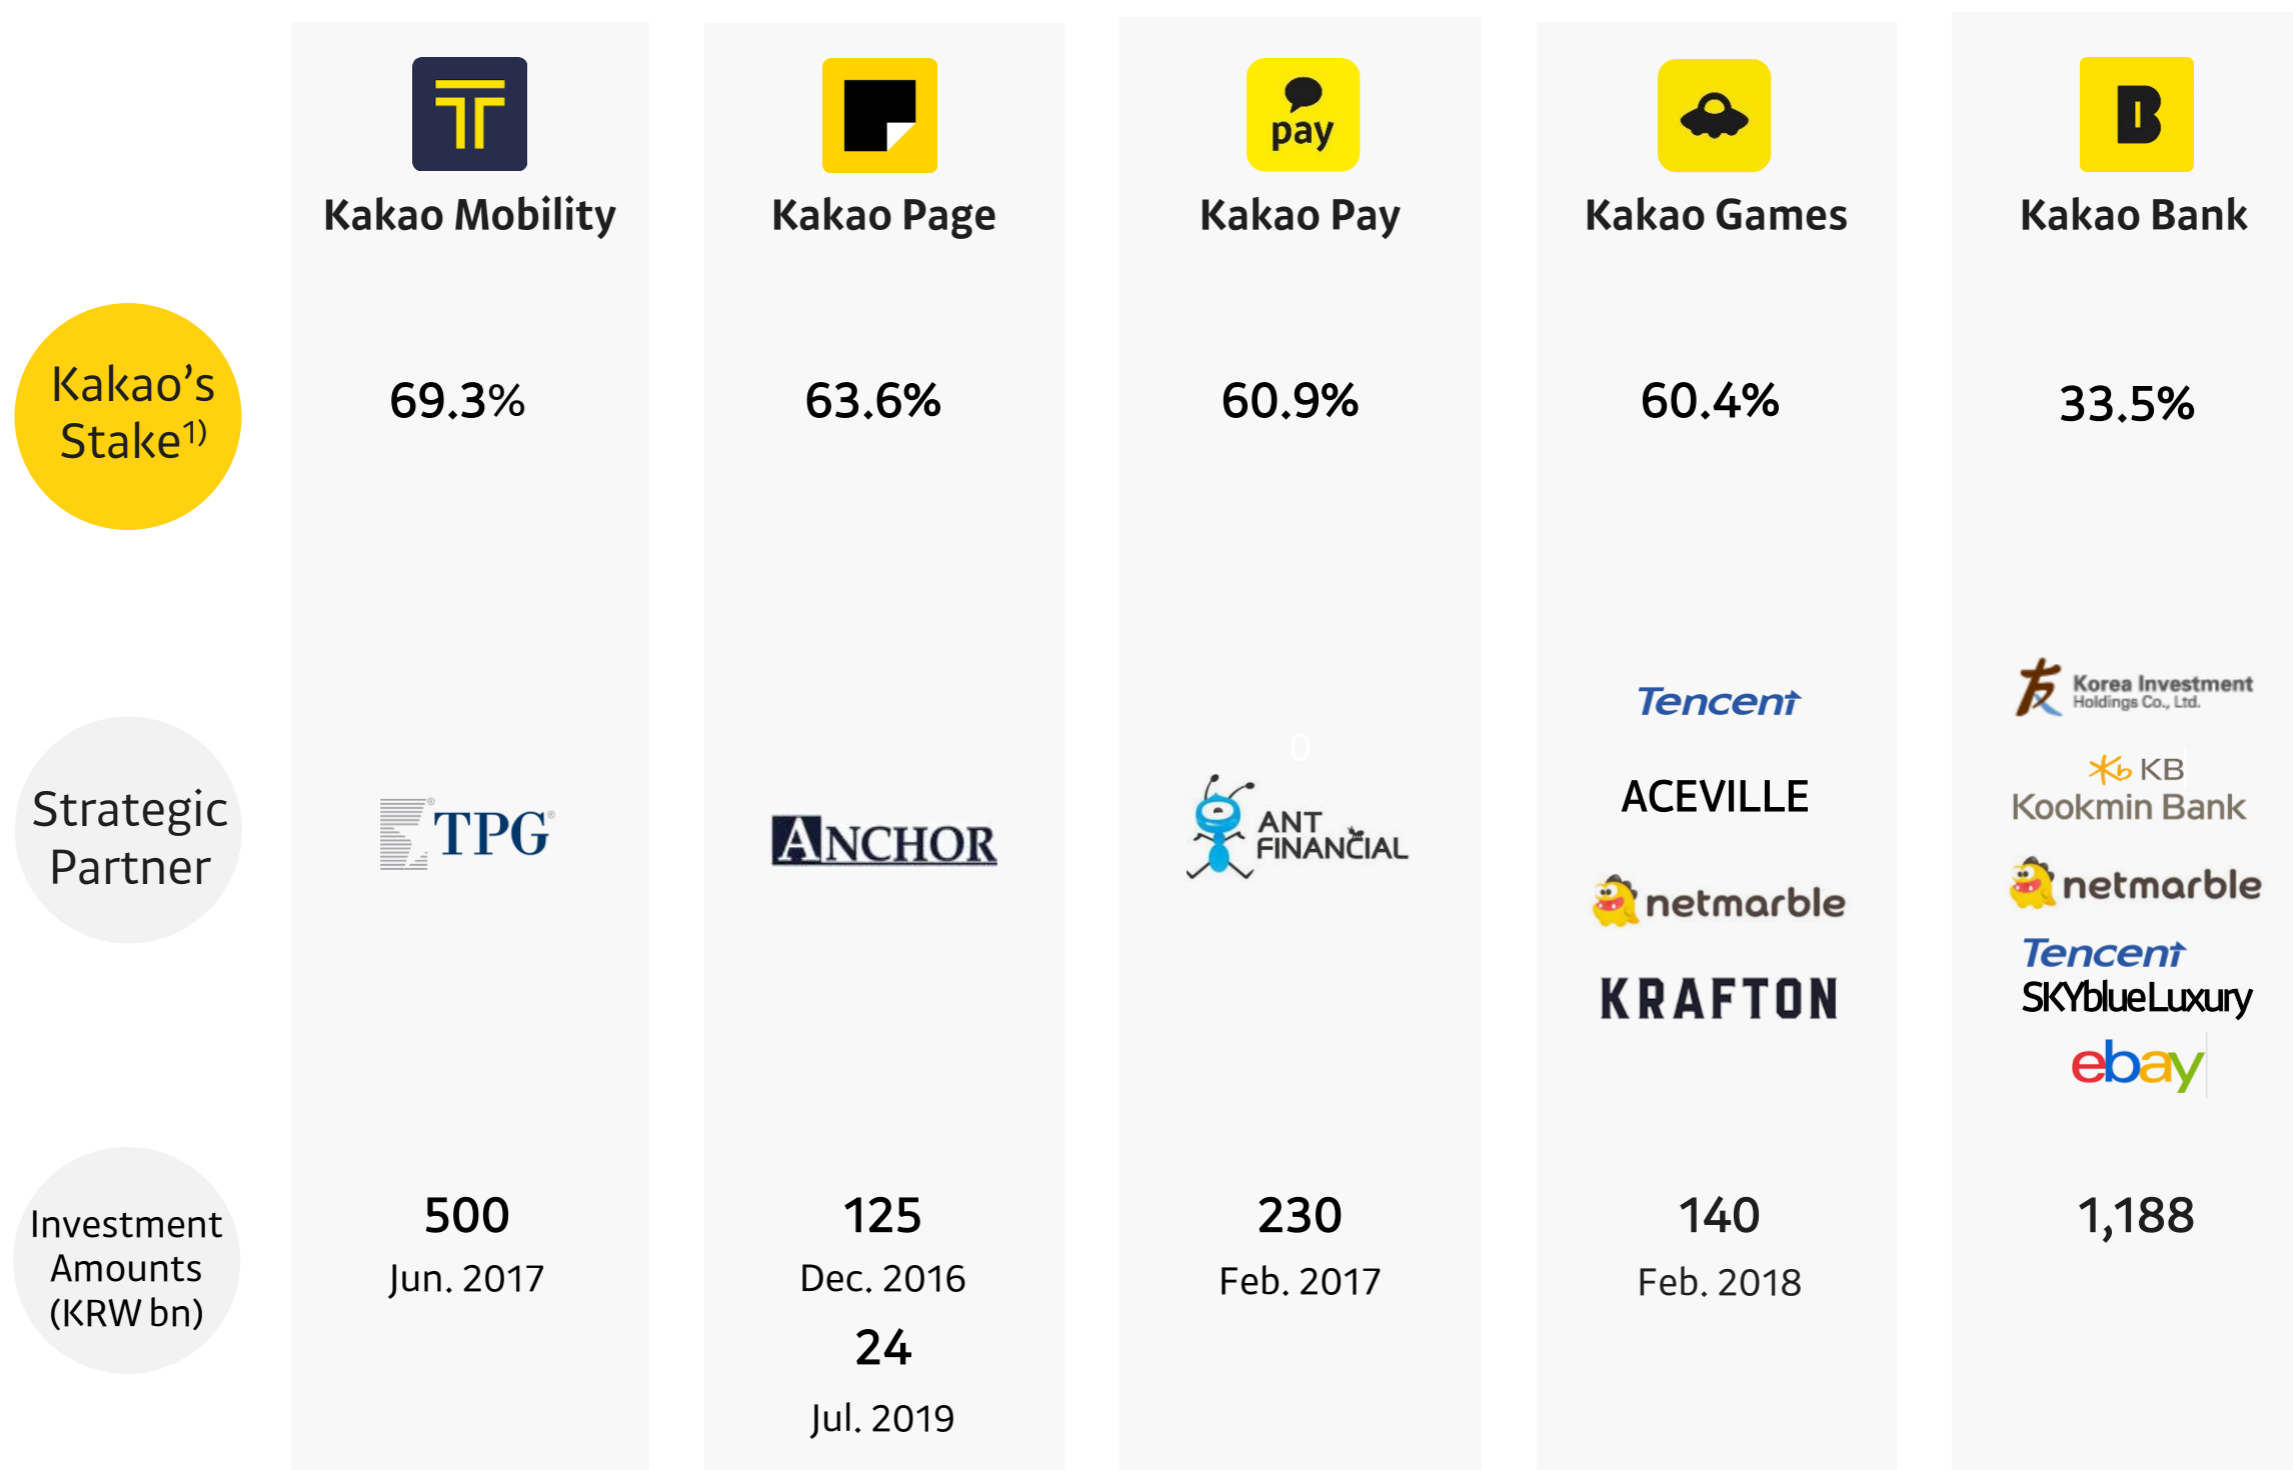 Kakao Mobility
Kakao Page
pay
Kakao Pay
Kakao Games
B
Kakao Bank
Kakao's
Stake1)
69.3%
63.6%
60.9%
60.4%
33.5%
Strategic
Partner
TPG
ANCHOR
0
ANT
FINANCIAL
Tencent
ACEVILLE
netmarble
KRAFTON
Korea Investment
Holdings Co., Ltd.
KB
Kookmin Bank
netmarble
Tencent
SKYblueLuxury
ebay
Investment
Amounts
(KRW bn)
500
Jun. 2017
125
Dec. 2016
24
Jul. 2019
230
Feb. 2017
140
Feb. 2018
1,188